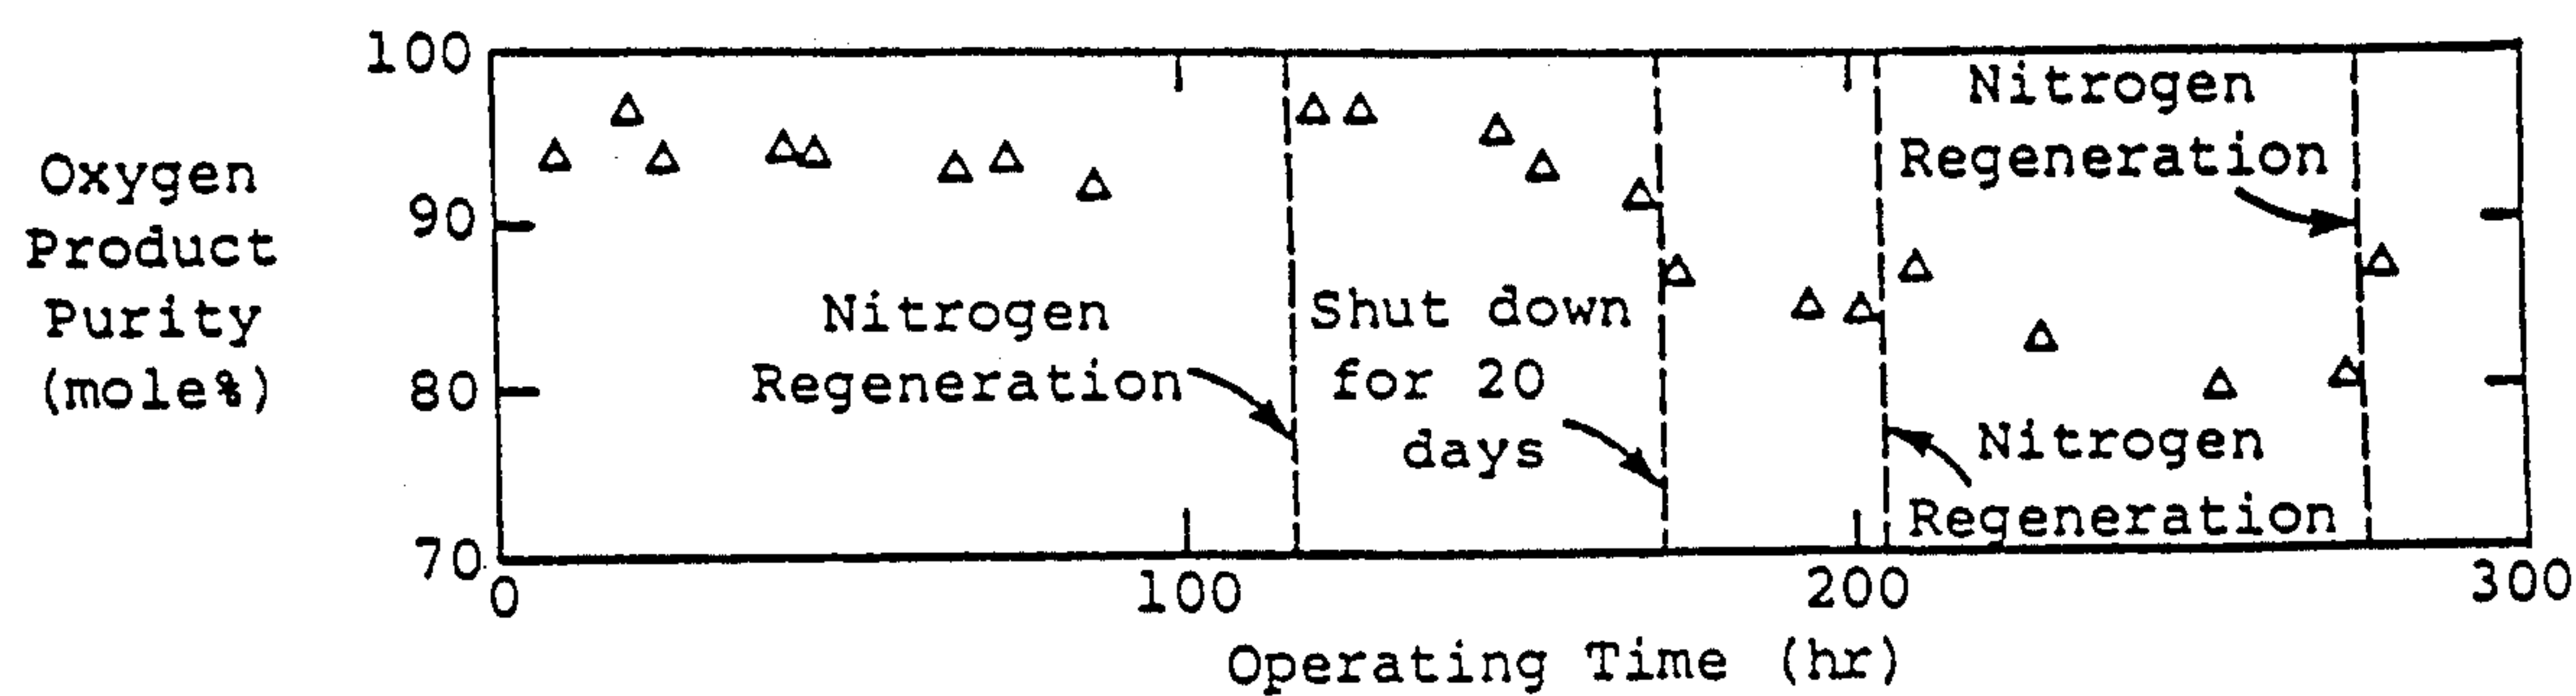 Oxygen
Product
Purity
(mole%)
100
90
80
70
Nitrogen
Regeneration
Shut down
for 20
days
Nitrogen
Regeneration
Nitrogen
Regeneration
0
100
200
300
Operating Time (hr)